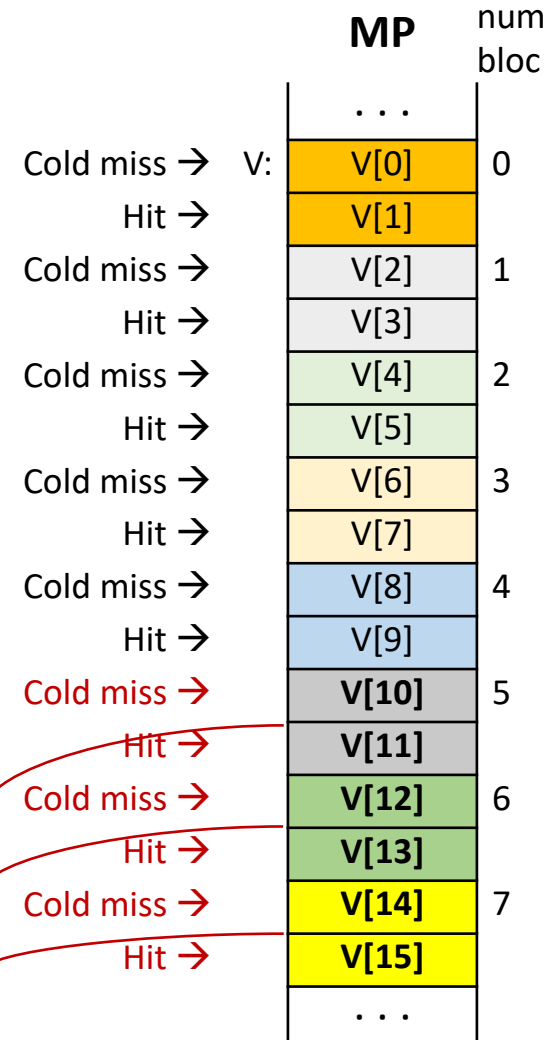 MP num
bloc
. . .
Cold miss → V: V[0] 0
Hit → V[1]
Cold miss → V[2] 1
Hit → V[3]
Cold miss → V[4] 2
Hit → V[5]
Cold miss → V[6] 3
Hit → V[7]
Cold miss → V[8] 4
Hit → V[9]
Cold miss → V[10] 5
Hit → V[11]
Cold miss → V[12] 6
Hit → V[13]
Cold miss → V[14] 7
Hit → V[15]
. . .